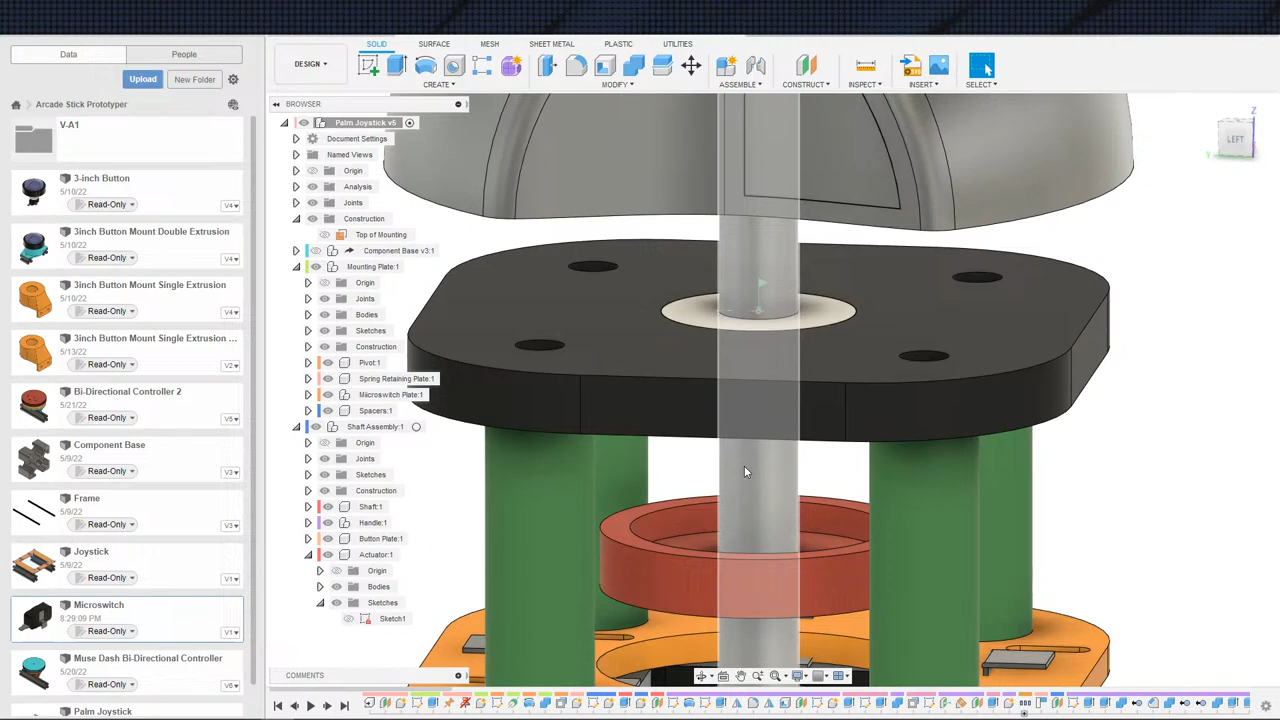 Data
People
Upload
New Folder
Arcade Stick Prototyper
V-A1
3-inch Button
5/10/22
Read-Only
V4
3inch Button Mount Double Extrusion
5/10/22
Read-Only
V4
3inch Button Mount Single Extrusion
5/10/22
Read-Only
V4
3inch Button Mount Single Extrusion ...
5/13/22
Read-Only
V2
Bi-Directional Controller 2
5/21/22
Read-Only
V5
Component Base
5/9/22
Read-Only
V3
Frame
5/9/22
Read-Only
V3
Joystick
5/9/22
Read-Only
V1
Microswitch
8:29:09 PM
Read-Only
V1
Muse Dash Bi-Directional Controller
5/20/22
Read-Only
V6
Palm Joystick
DESIGN
SOLID
SURFACE
MESH
SHEET METAL
PLASTIC
UTILITIES
CREATE
MODIFY
ASSEMBLE
CONSTRUCT
INSPECT
INSERT
SELECT
BROWSER
Palm Joystick v5
Document Settings
Named Views
Origin
Analysis
Joints
Construction
Top of Mounting
Component Base v3:1
Mounting Plate:1
Origin
Joints
Bodies
Sketches
Construction
Pivot:1
Spring Retaining Plate:1
Miicroswitch Plate:1
Spacers:1
Shaft Assembly:1
Origin
Joints
Sketches
Construction
Shaft:1
Handle:1
Button Plate:1
Actuator:1
Origin
Bodies
Sketches
Sketch1
COMMENTS
LEFT
Z
Y